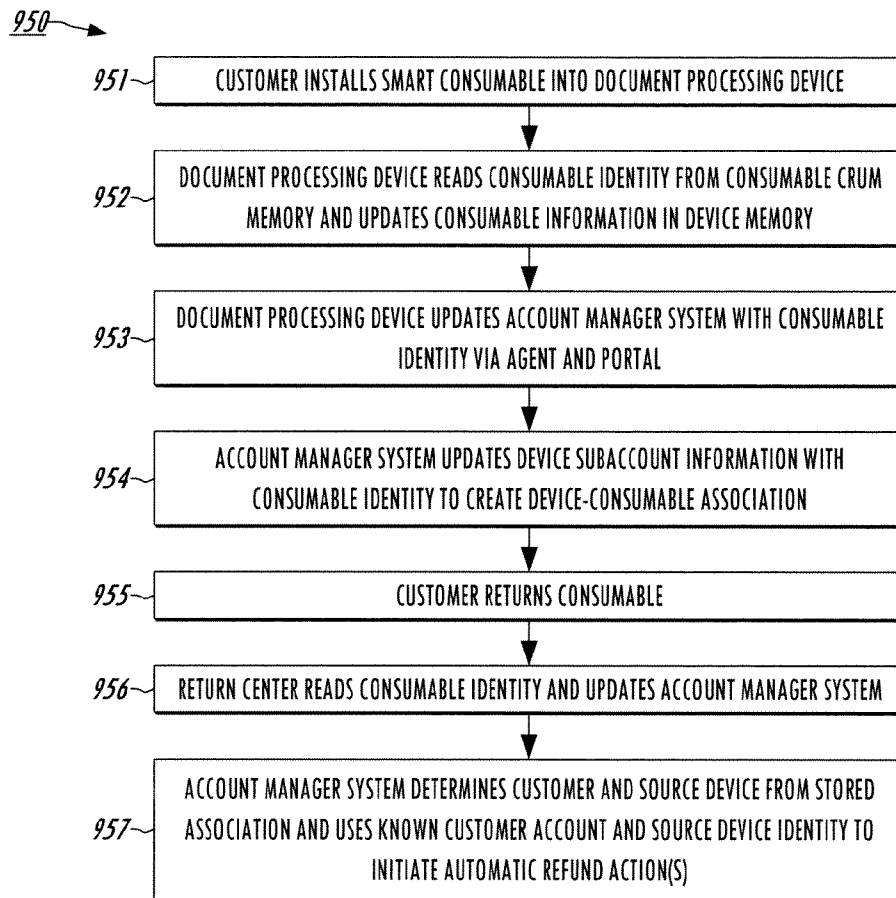 950
951
CUSTOMER INSTALLS SMART CONSUMABLE INTO DOCUMENT PROCESSING DEVICE
952
DOCUMENT PROCESSING DEVICE READS CONSUMABLE IDENTITY FROM CONSUMABLE CRUM
MEMORY AND UPDATES CONSUMABLE INFORMATION IN DEVICE MEMORY
953
DOCUMENT PROCESSING DEVICE UPDATES ACCOUNT MANAGER SYSTEM WITH CONSUMABLE
IDENTITY VIA AGENT AND PORTAL
954
ACCOUNT MANAGER SYSTEM UPDATES DEVICE SUBACCOUNT INFORMATION WITH
CONSUMABLE IDENTITY TO CREATE DEVICE-CONSUMABLE ASSOCIATION
955
CUSTOMER RETURNS CONSUMABLE
956
RETURN CENTER READS CONSUMABLE IDENTITY AND UPDATES ACCOUNT MANAGER SYSTEM
957
ACCOUNT MANAGER SYSTEM DETERMINES CUSTOMER AND SOURCE DEVICE FROM STORED
ASSOCIATION AND USES KNOWN CUSTOMER ACCOUNT AND SOURCE DEVICE IDENTITY TO
INITIATE AUTOMATIC REFUND ACTION(S)